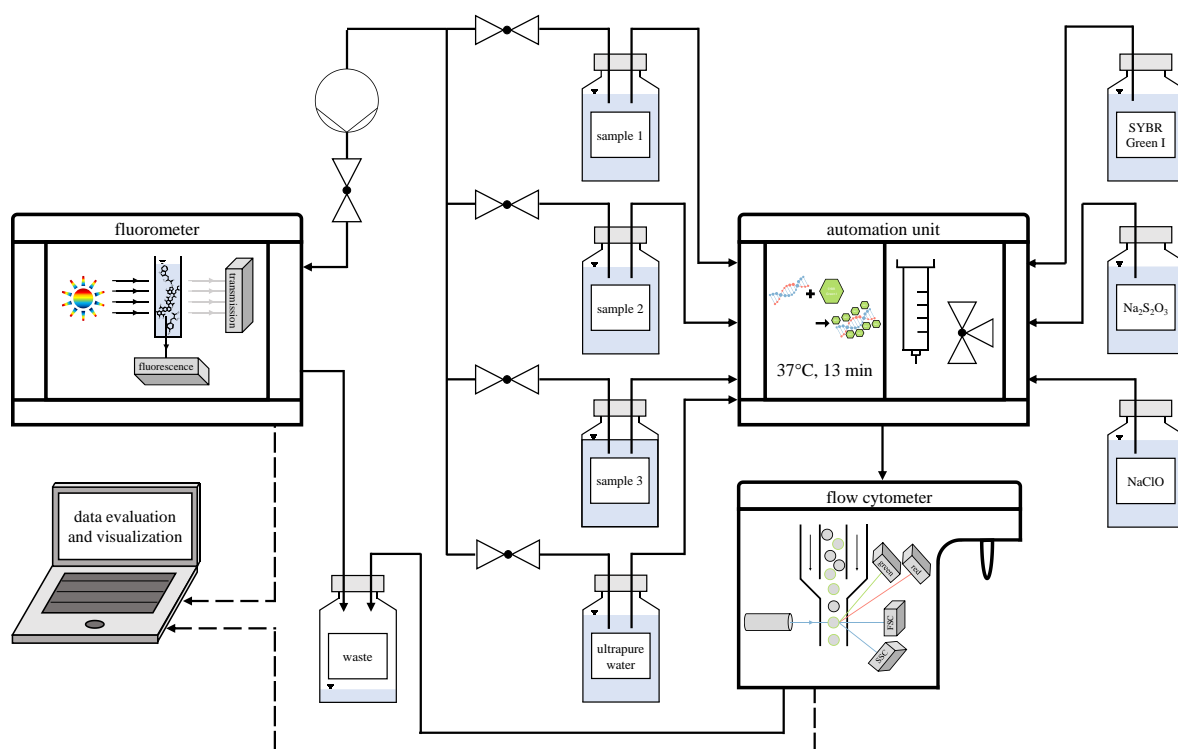 sample 1
SYBR
Green I
fluorometer
automation unit
transmission
fluorescence
sample 2
Na₂S₂O₃
37°C, 13 min
sample 3
NaClO
data evaluation
and visualization
flow cytometer
green
red
FSC
SSC
waste
ultrapure
water